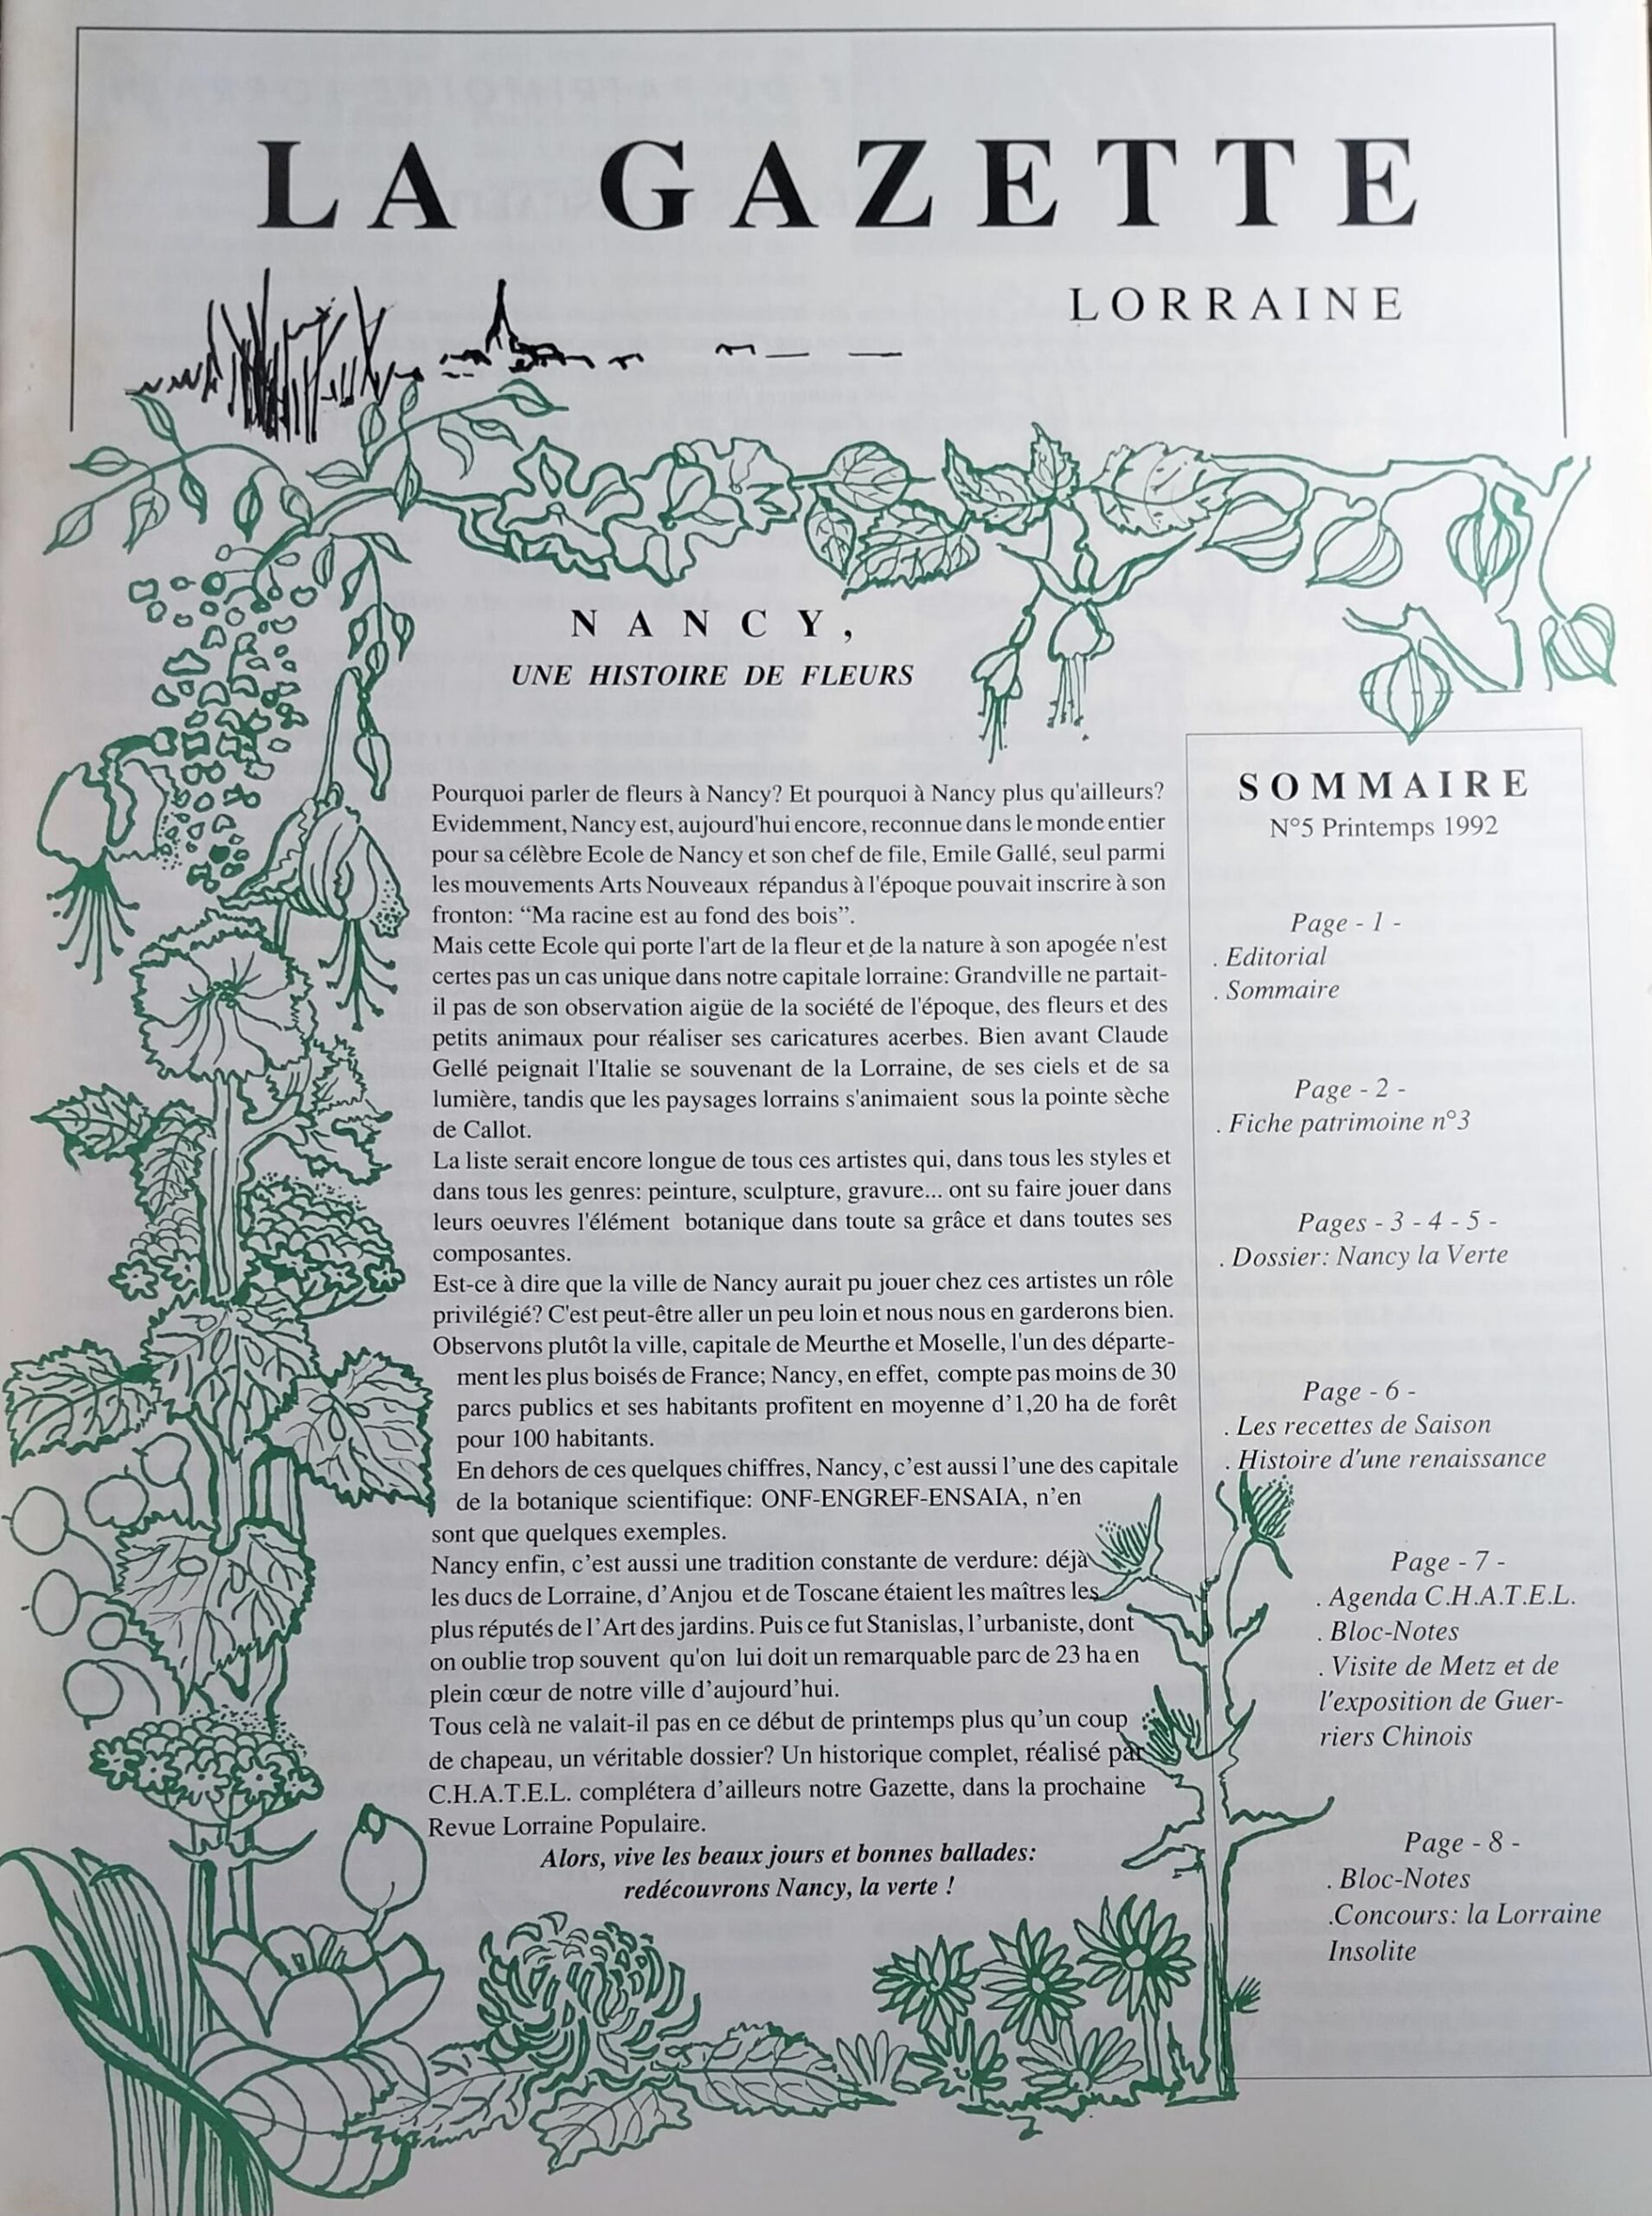 LA GAZETTE
LORRAINE
NANCY,
UNE HISTOIRE DE FLEURS
Pourquoi parler de fleurs à Nancy? Et pourquoi à Nancy plus qu'ailleurs?
Evidemment, Nancy est, aujourd'hui encore, reconnue dans le monde entier
pour sa célèbre Ecole de Nancy et son chef de file, Emile Gallé, seul parmi
les mouvements Arts Nouveaux répandus à l'époque pouvait inscrire à son
fronton: “Ma racine est au fond des bois”.
Mais cette Ecole qui porte l'art de la fleur et de la nature à son apogée n'est
certes pas un cas unique dans notre capitale lorraine: Grandville ne partait-
il pas de son observation aigüe de la société de l'époque, des fleurs et des
petits animaux pour réaliser ses caricatures acerbes. Bien avant Claude
Gellé peignait l'Italie se souvenant de la Lorraine, de ses ciels et de sa
lumière, tandis que les paysages lorrains s'animaient sous la pointe sèche
de Callot.
La liste serait encore longue de tous ces artistes qui, dans tous les styles et
dans tous les genres: peinture, sculpture, gravure... ont su faire jouer dans
leurs oeuvres l'élément botanique dans toute sa grâce et dans toutes ses
composantes.
Est-ce à dire que la ville de Nancy aurait pu jouer chez ces artistes un rôle
privilégié? C'est peut-être aller un peu loin et nous nous en garderons bien.
Observons plutôt la ville, capitale de Meurthe et Moselle, l'un des départe-
ment les plus boisés de France; Nancy, en effet, compte pas moins de 30
parcs publics et ses habitants profitent en moyenne d’1,20 ha de forêt
pour 100 habitants.
En dehors de ces quelques chiffres, Nancy, c’est aussi l’une des capitale
de la botanique scientifique: ONF-ENGREF-ENSAIA, n’en
sont que quelques exemples.
Nancy enfin, c’est aussi une tradition constante de verdure: déjà
les ducs de Lorraine, d’Anjou et de Toscane étaient les maîtres les
plus réputés de l’Art des jardins. Puis ce fut Stanislas, l’urbaniste, dont
on oublie trop souvent qu'on lui doit un remarquable parc de 23 ha en
plein cœur de notre ville d’aujourd’hui.
Tous celà ne valait-il pas en ce début de printemps plus qu’un coup
de chapeau, un véritable dossier? Un historique complet, réalisé par
C.H.A.T.E.L. complétera d’ailleurs notre Gazette, dans la prochaine
Revue Lorraine Populaire.
Alors, vive les beaux jours et bonnes ballades:
redécouvrons Nancy, la verte !
SOMMAIRE
N°5 Printemps 1992
Page - 1 -
. Editorial
. Sommaire
Page - 2 -
. Fiche patrimoine n°3
Pages - 3 - 4 - 5 -
. Dossier: Nancy la Verte
Page - 6 -
. Les recettes de Saison
. Histoire d'une renaissance
Page - 7 -
. Agenda C.H.A.T.E.L.
. Bloc-Notes
. Visite de Metz et de
l'exposition de Guer-
riers Chinois
Page - 8 -
. Bloc-Notes
.Concours: la Lorraine
Insolite